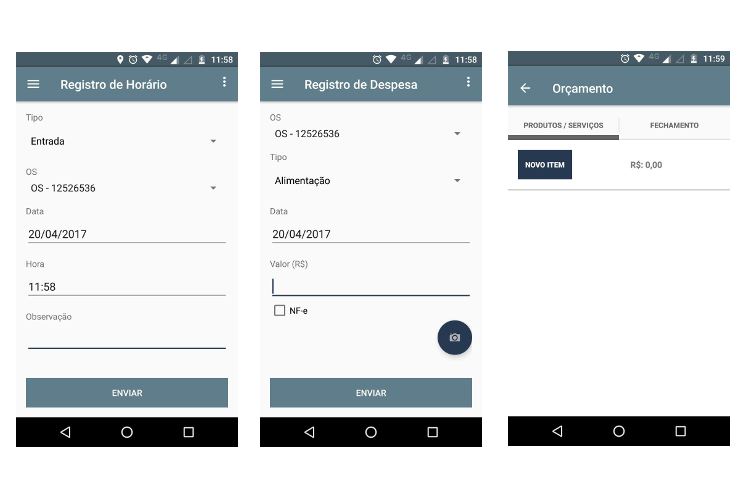 4G 11:58
Registro de Horário
Tipo
Entrada
OS
OS - 12526536
Data
20/04/2017
Hora
11:58
Observação
ENVIAR
4G 11:58
Registro de Despesa
OS
OS - 12526536
Tipo
Alimentação
Data
20/04/2017
Valor (R$)
NF-e
ENVIAR
4G 11:59
Orçamento
PRODUTOS / SERVIÇOS FECHAMENTO
NOVO ITEM R$: 0,00